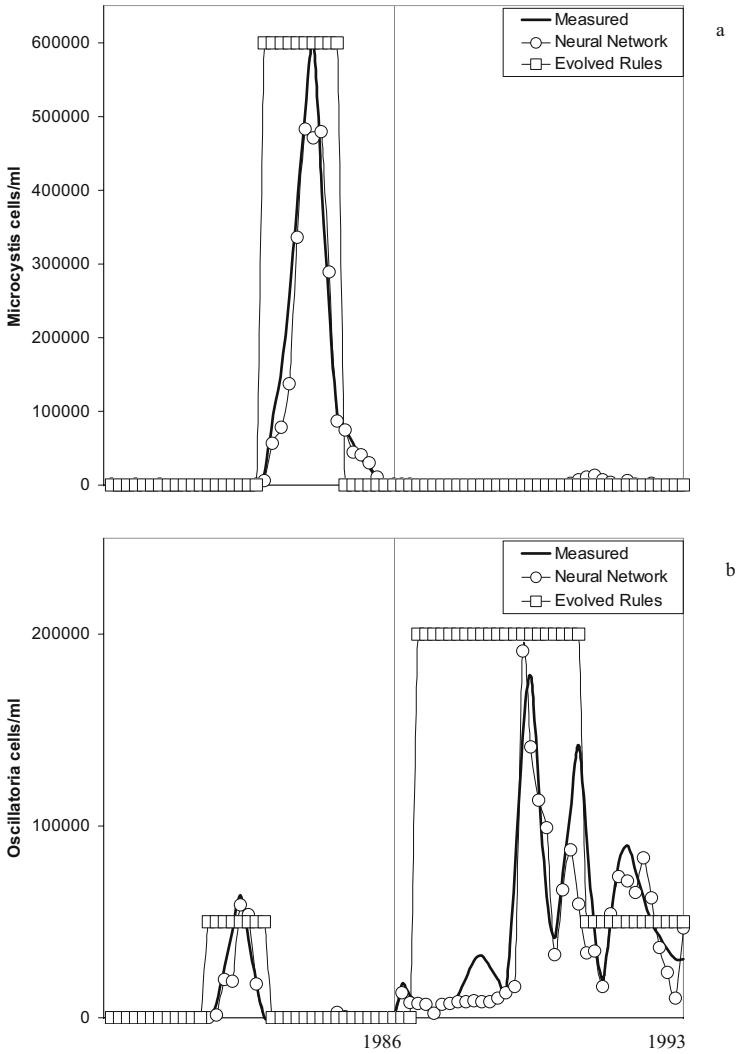 a
Measured
Neural Network
Evolved Rules
600000
500000
400000
300000
200000
100000
0
Microcystis cells/ml
b
Measured
Neural Network
Evolved Rules
200000
100000
0
Oscillatoria cells/ml
1986
1993